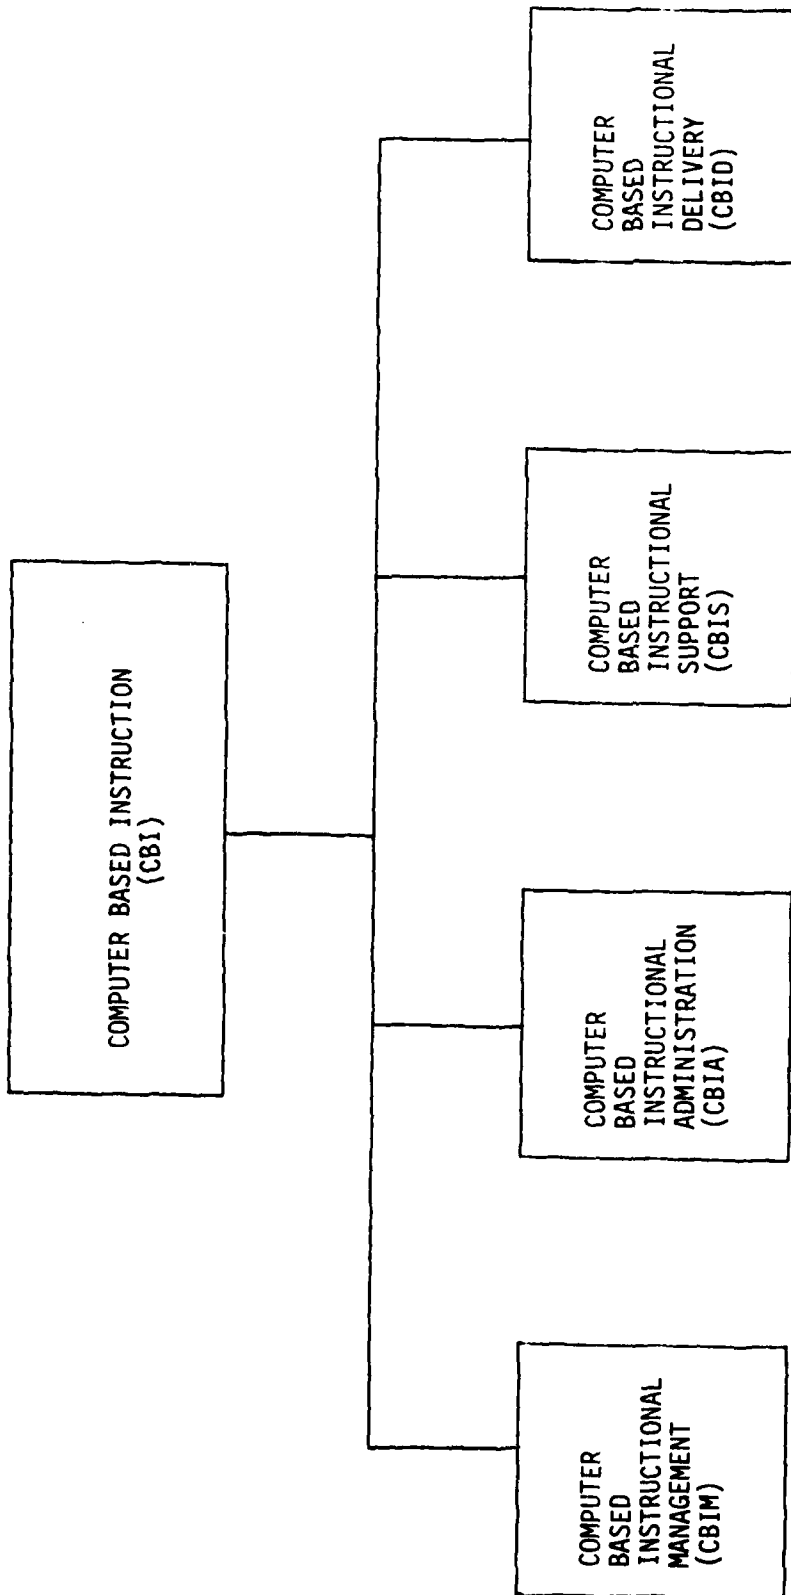 COMPUTER BASED INSTRUCTION
(CBI)
COMPUTER
BASED
INSTRUCTIONAL
MANAGEMENT
(CBIM)
COMPUTER
BASED
INSTRUCTIONAL
ADMINISTRATION
(CBIA)
COMPUTER
BASED
INSTRUCTIONAL
SUPPORT
(CBIS)
COMPUTER
BASED
INSTRUCTIONAL
DELIVERY
(CBID)